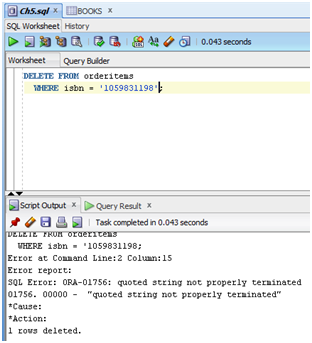 Ch5.sql x BOOKS x
SQL Worksheet History
0.043 seconds
Worksheet Query Builder
DELETE FROM orderitems
WHERE isbn = '1059831198';
Script Output x Query Result x
Task completed in 0.043 seconds
DELETE FROM orderitems
WHERE isbn = '1059831198;
Error at Command Line:2 Column:15
Error report:
SQL Error: ORA-01756: quoted string not properly terminated
01756. 00000 - "quoted string not properly terminated"
*Cause:
*Action:
1 rows deleted.